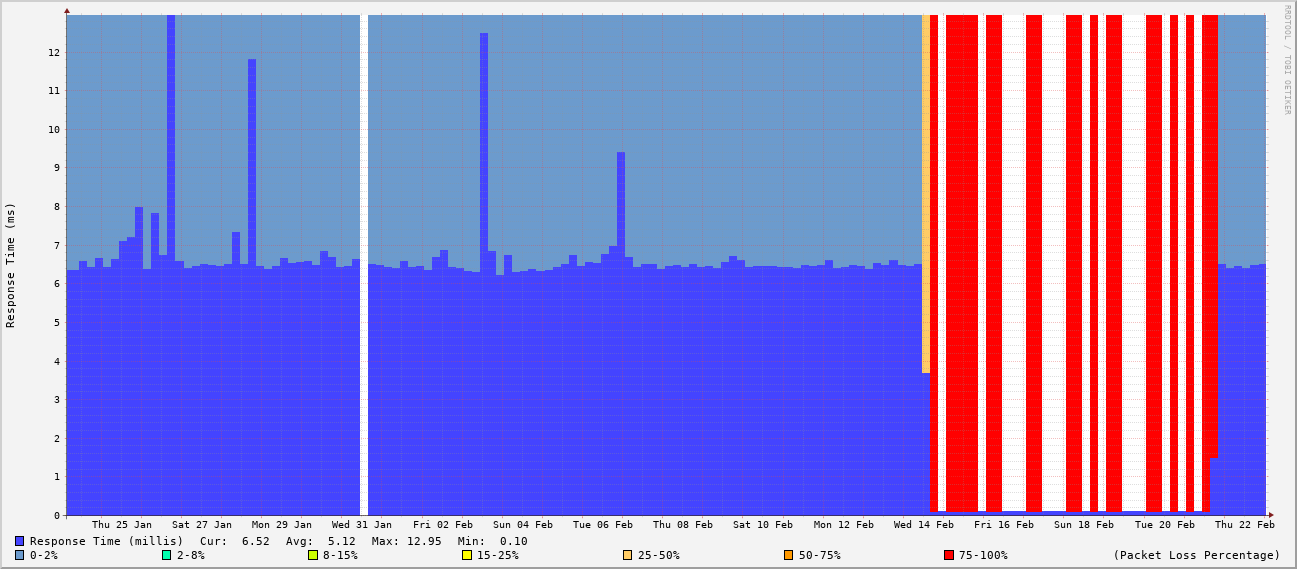 RRDTOOL / TOBI OETIKER
Response Time (ms)
12
11
10
9
8
7
6
5
4
3
2
1
0
Thu 25 Jan Sat 27 Jan Mon 29 Jan Wed 31 Jan Fri 02 Feb Sun 04 Feb Tue 06 Feb Thu 08 Feb Sat 10 Feb Mon 12 Feb Wed 14 Feb Fri 16 Feb Sun 18 Feb Tue 20 Feb Thu 22 Feb
Response Time (millis) Cur: 6.52 Avg: 5.12 Max: 12.95 Min: 0.10
0-2% 2-8% 8-15% 15-25% 25-50% 50-75% 75-100% (Packet Loss Percentage)